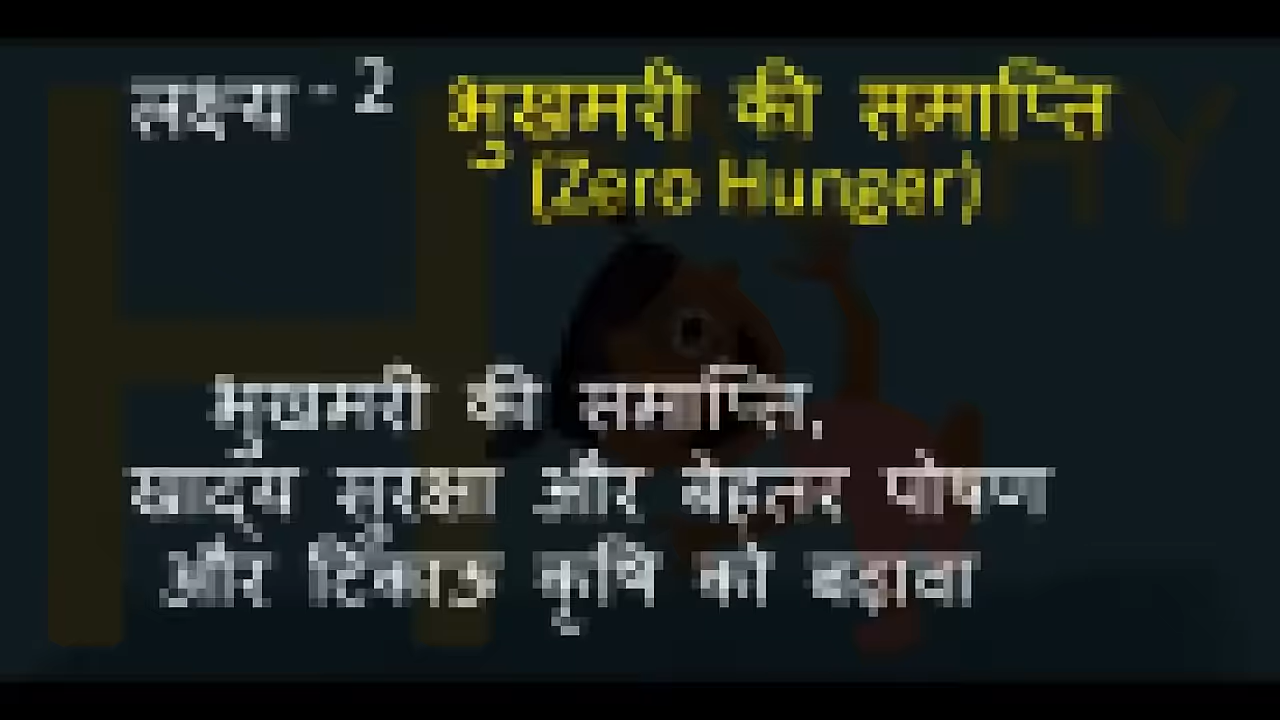 लक्ष्य - 2 भुखमरी की समाप्ति
(Zero Hunger)
भुखमरी की समाप्ति,
खाद्य सुरक्षा और बेहतर पोषण
और टिकाऊ कृषि को बढ़ावा